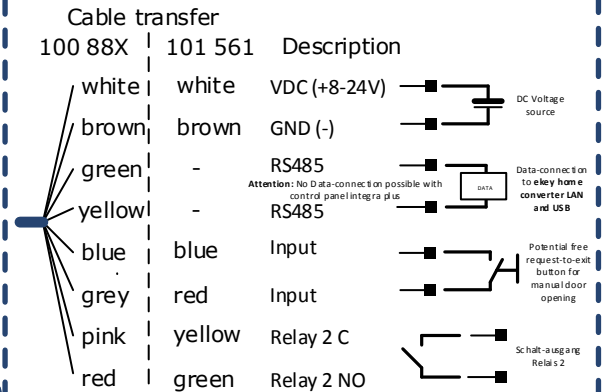 Cable transfer
100 88X 101 561 Description
white white VDC (+8-24V)
DC Voltage
source
brown brown GND (-)
green - RS485
Attention: No Data-connection possible with
control panel integra plus
DATA
Data-connection
to ekey home
converter LAN
and USB
yellow - RS485
blue blue Input
Potential free
request-to-exit
button for
manual door
opening
grey red Input
pink yellow Relay 2 C
Schalt-ausgang
Relais 2
red green Relay 2 NO